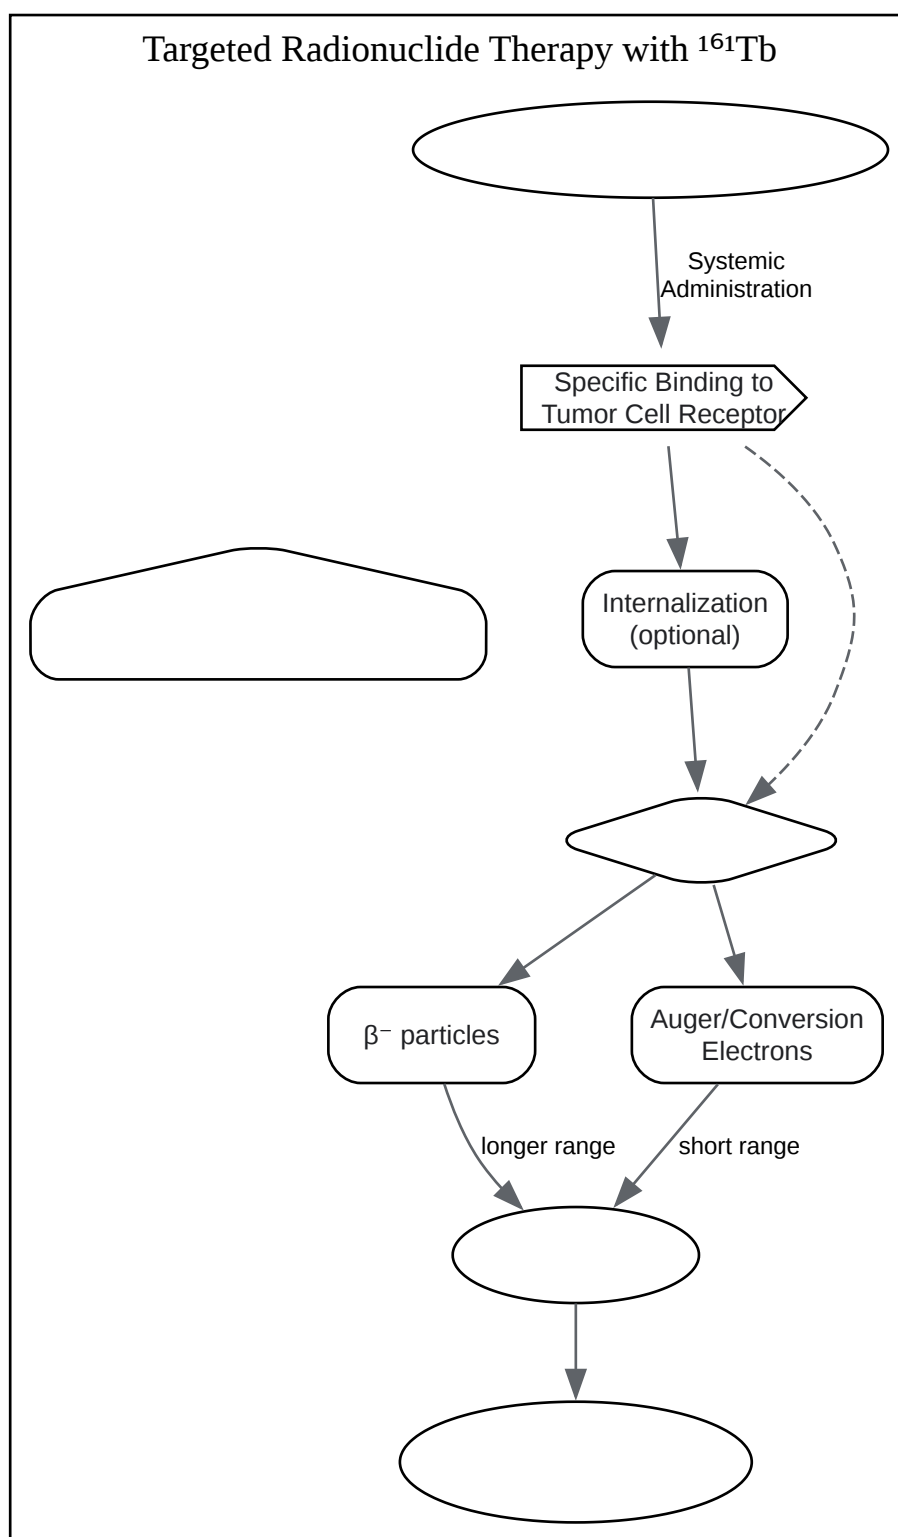 Targeted Radionuclide Therapy with ¹⁶¹Tb
Systemic
Administration
Specific Binding to
Tumor Cell Receptor
Internalization
(optional)
β⁻ particles
Auger/Conversion
Electrons
longer range
short range